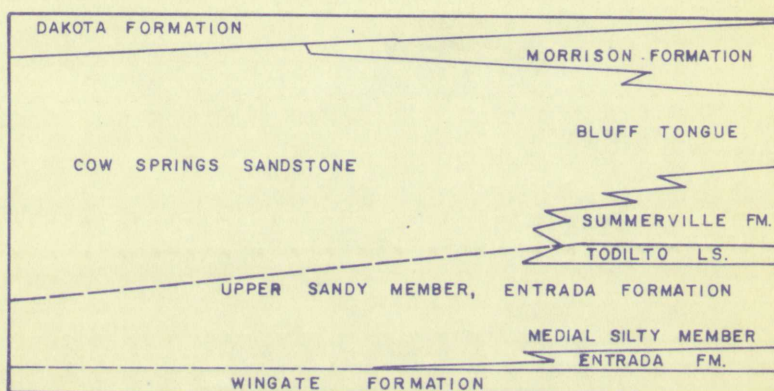 DAKOTA FORMATION
MORRISON FORMATION
BLUFF TONGUE
COW SPRINGS SANDSTONE
SUMMERVILLE FM.
TODILTO LS.
UPPER SANDY MEMBER, ENTRADA FORMATION
MEDIAL SILTY MEMBER
ENTRADA FM.
WINGATE FORMATION